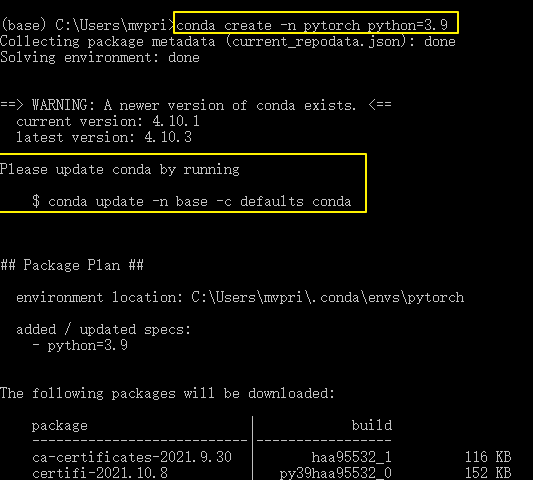 (base) C:\Users\mvpri>conda create -n pytorch python=3.9
Collecting package metadata (current_repodata.json): done
Solving environment: done
==> WARNING: A newer version of conda exists. <==
  current version: 4.10.1
  latest version: 4.10.3
Please update conda by running
    $ conda update -n base -c defaults conda
## Package Plan ##
  environment location: C:\Users\mvpri\.conda\envs\pytorch
  added / updated specs:
    - python=3.9
The following packages will be downloaded:
    package                    |            build
    ---------------------------|-----------------
    ca-certificates-2021.9.30  |       haa95532_1         116 KB
    certifi-2021.10.8          |   py39haa95532_0         152 KB